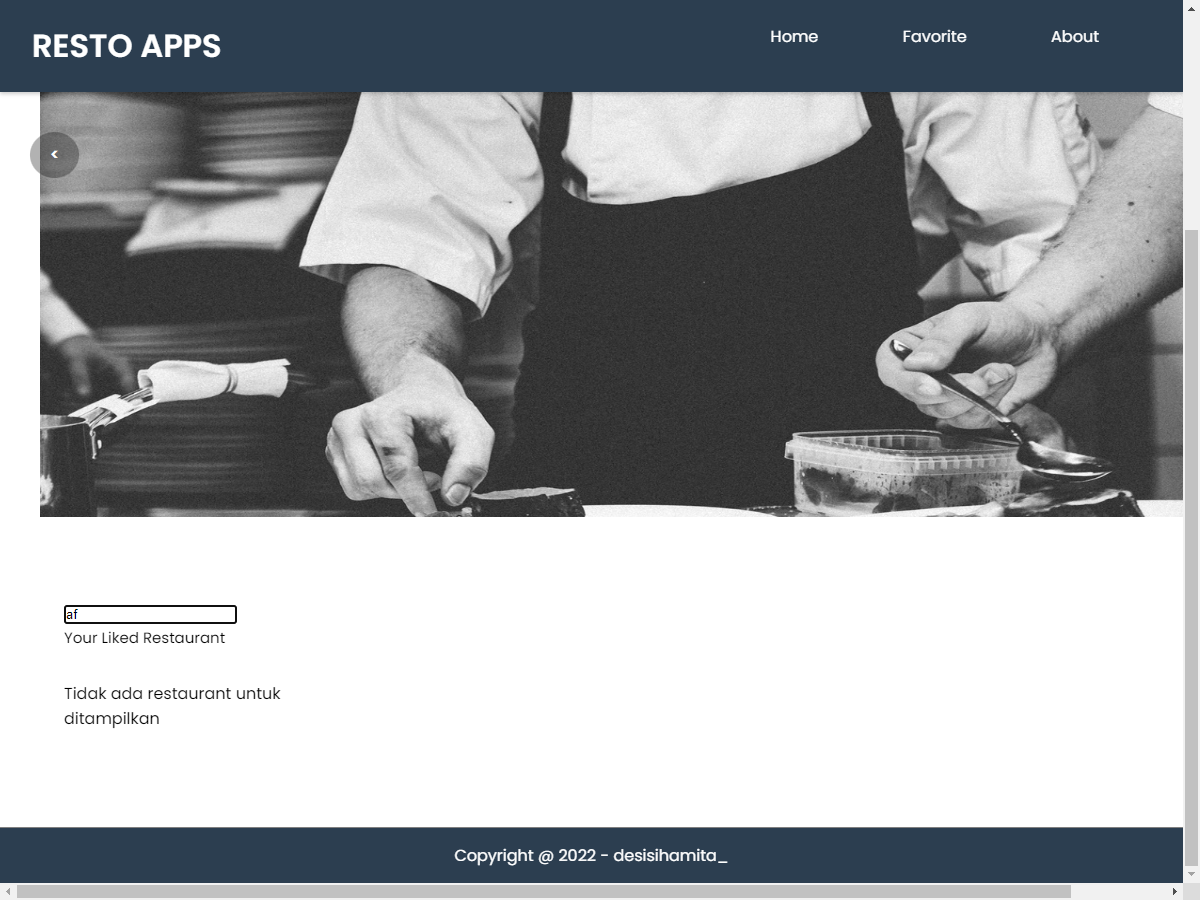 RESTO APPS
Home
Favorite
About
<
af
Your Liked Restaurant
Tidak ada restaurant untuk
ditampilkan
Copyright @ 2022 - desisihamita_